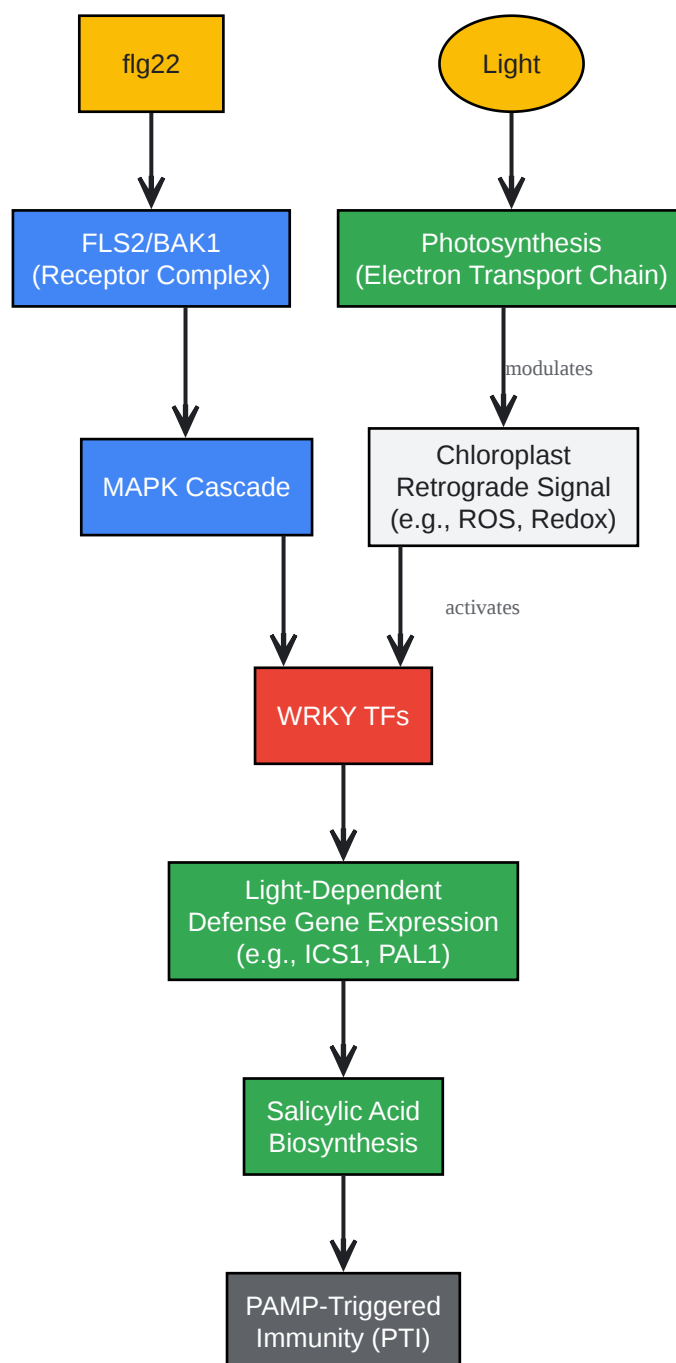 flg22
Light
FLS2/BAK1
(Receptor Complex)
Photosynthesis
(Electron Transport Chain)
modulates
MAPK Cascade
Chloroplast
Retrograde Signal
(e.g., ROS, Redox)
activates
WRKY TFs
Light-Dependent
Defense Gene Expression
(e.g., ICS1, PAL1)
Salicylic Acid
Biosynthesis
PAMP-Triggered
Immunity (PTI)